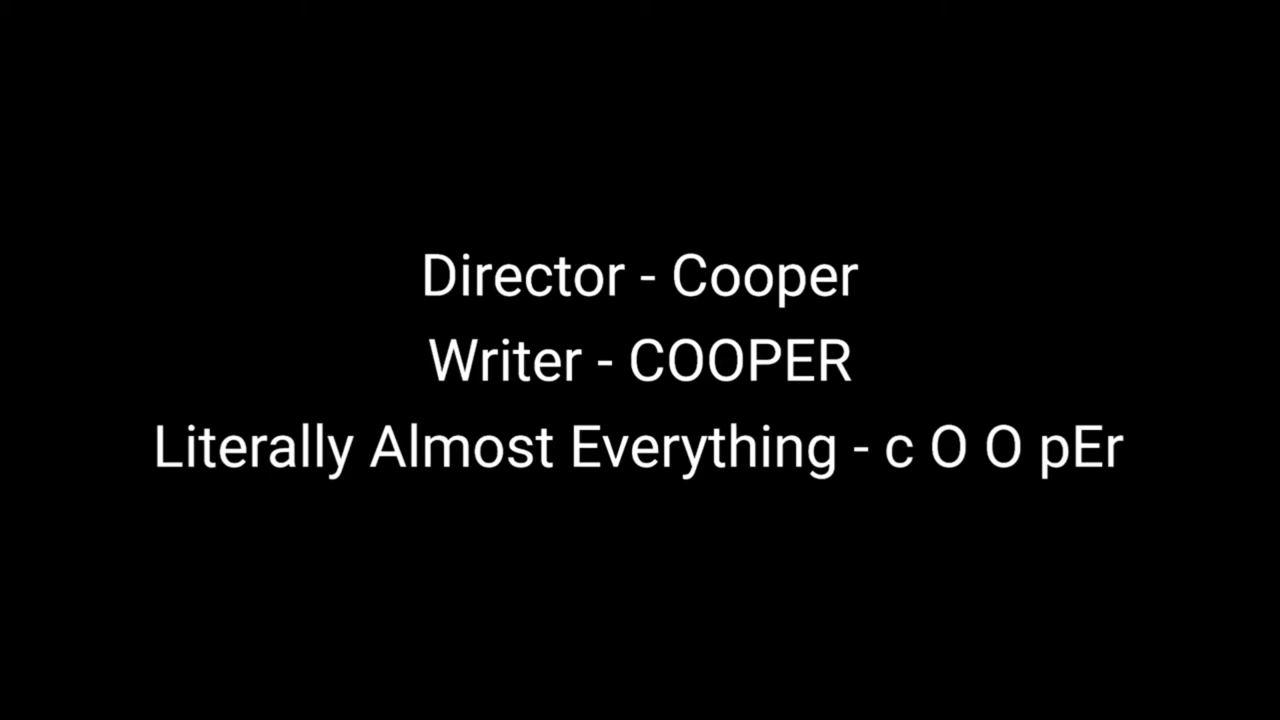 Director - Cooper
Writer - COOPER
Literally Almost Everything - c O O pEr